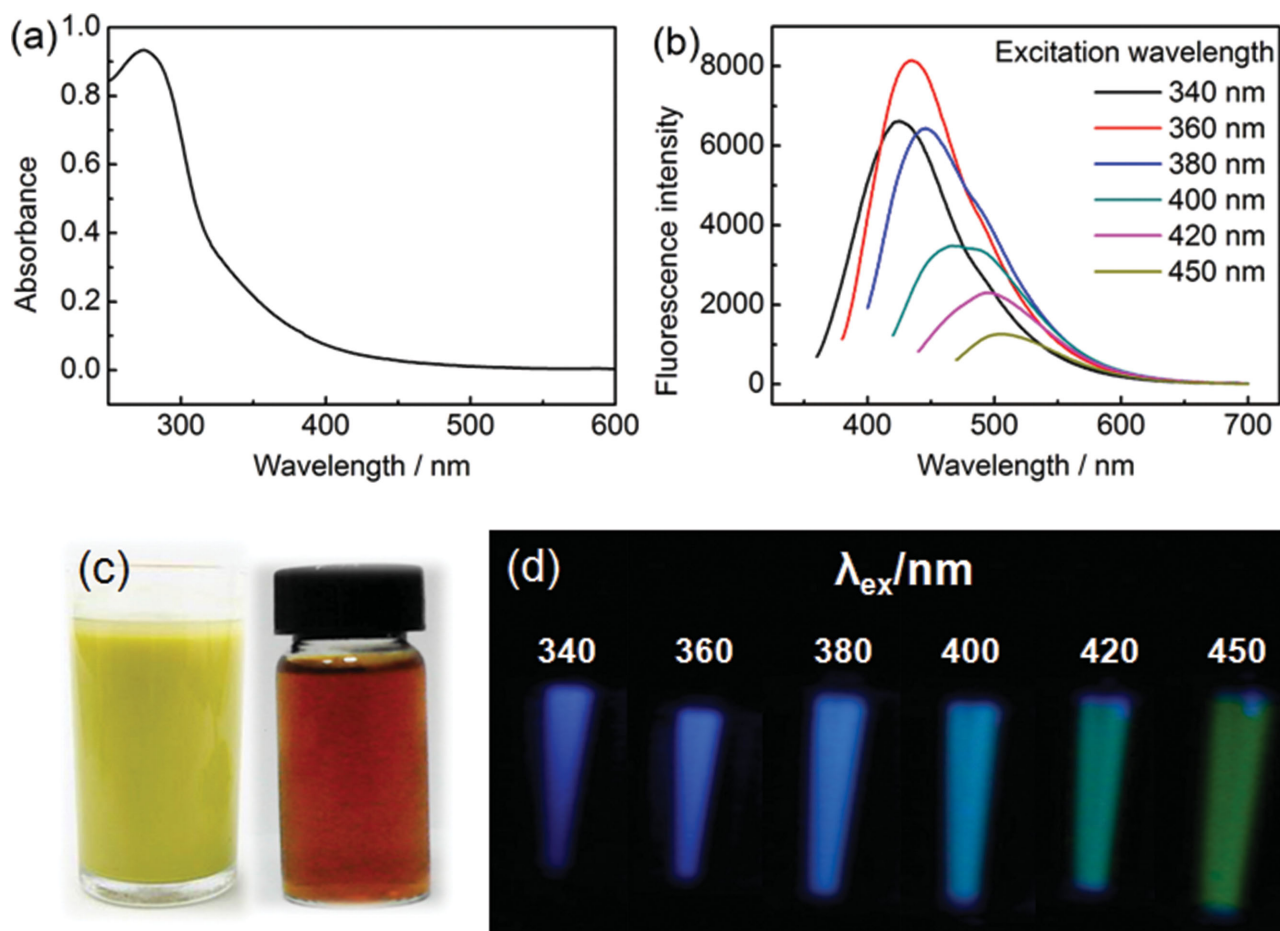 (a)
1.0
0.8
0.6
0.4
0.2
0.0
Absorbance
300 400 500 600
Wavelength / nm
(b)
8000
6000
4000
2000
0
Fluorescence intensity
Excitation wavelength
340 nm
360 nm
380 nm
400 nm
420 nm
450 nm
400 500 600 700
Wavelength / nm
(c)
(d)
λex/nm
340 360 380 400 420 450